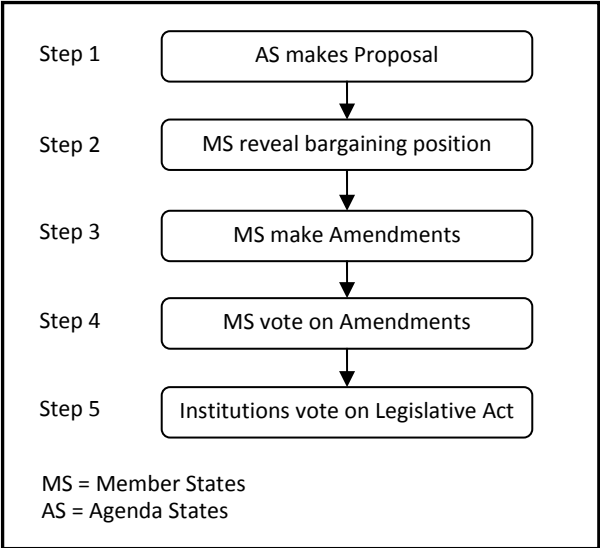 Step 1 AS makes Proposal
Step 2 MS reveal bargaining position
Step 3 MS make Amendments
Step 4 MS vote on Amendments
Step 5 Institutions vote on Legislative Act
MS = Member States
AS = Agenda States